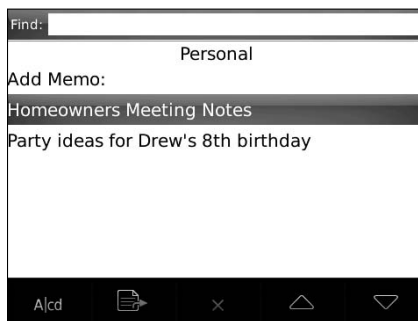 Find:
Personal
Add Memo:
Homeowners Meeting Notes
Party ideas for Drew's 8th birthday
A|cd